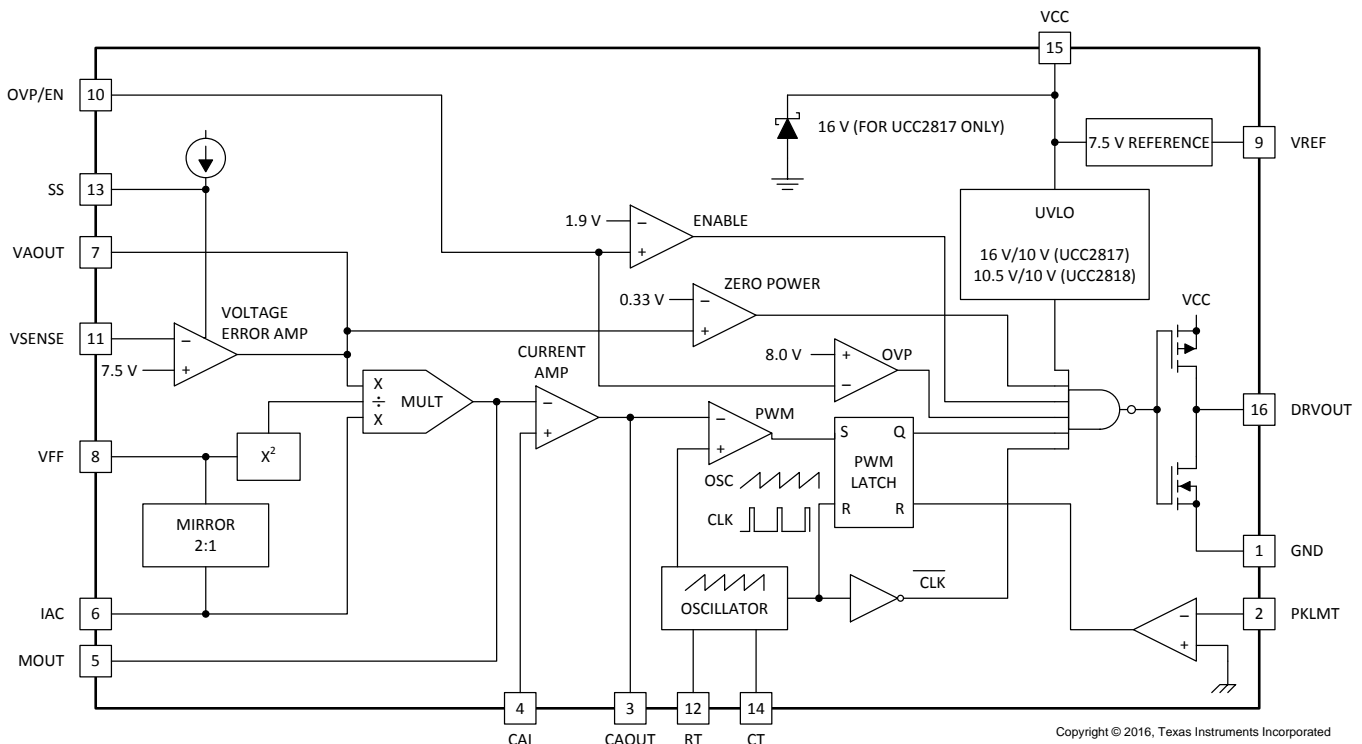 VCC
15
OVP/EN 10
16 V (FOR UCC2817 ONLY)
7.5 V REFERENCE
9 VREF
SS 13
UVLO
16 V/10 V (UCC2817)
10.5 V/10 V (UCC2818)
1.9 V
−
+
ENABLE
VAOUT 7
0.33 V
−
+
ZERO POWER
VCC
VOLTAGE
ERROR AMP
VSENSE 11
−
7.5 V
+
8.0 V
+
−
OVP
CURRENT
AMP
X
÷
X
MULT
−
+
−
+
PWM
16 DRVOUT
S Q
PWM
LATCH
R R
VFF 8
X2
OSC
CLK
MIRROR
2:1
1 GND
OSCILLATOR
CLK
IAC 6
2 PKLMT
−
+
MOUT 5
4
3
12
14
CAI
CAOUT
RT
CT
Copyright © 2016, Texas Instruments Incorporated